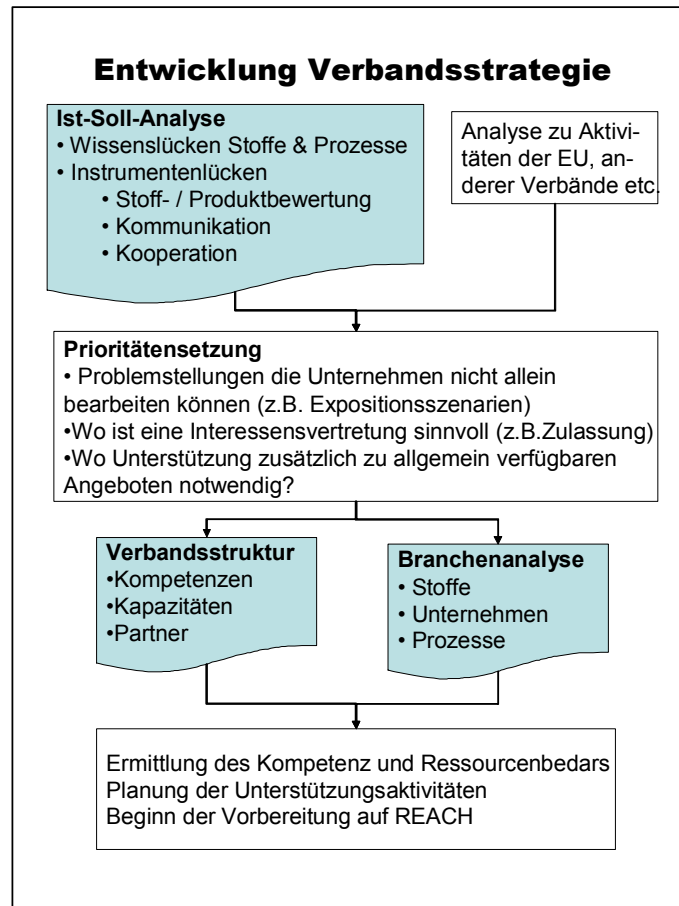 Entwicklung Verbandsstrategie
Ist-Soll-Analyse
• Wissenslücken Stoffe & Prozesse
• Instrumentenlücken
• Stoff- / Produktbewertung
• Kommunikation
• Kooperation
Analyse zu Aktivi-
täten der EU, an-
derer Verbände etc.
Prioritätensetzung
• Problemstellungen die Unternehmen nicht allein
bearbeiten können (z.B. Expositionsszenarien)
•Wo ist eine Interessensvertretung sinnvoll (z.B.Zulassung)
•Wo Unterstützung zusätzlich zu allgemein verfügbaren
Angeboten notwendig?
Verbandsstruktur
•Kompetenzen
•Kapazitäten
•Partner
Branchenanalyse
• Stoffe
• Unternehmen
• Prozesse
Ermittlung des Kompetenz und Ressourcenbedars
Planung der Unterstützungsaktivitäten
Beginn der Vorbereitung auf REACH